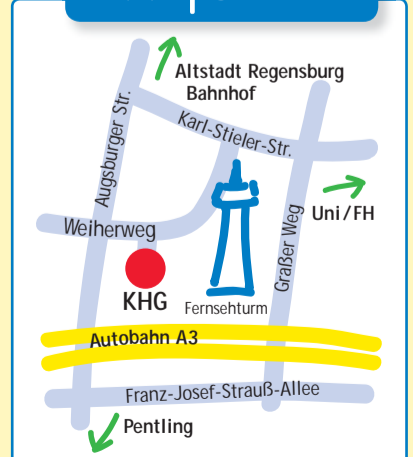 Altstadt Regensburg
Bahnhof
Augsburger Str.
Karl-Stieler-Str.
Uni/FH
Weiherweg
Graßer Weg
KHG
Fernsehturm
Autobahn A3
Franz-Josef-Strauß-Allee
Pentling